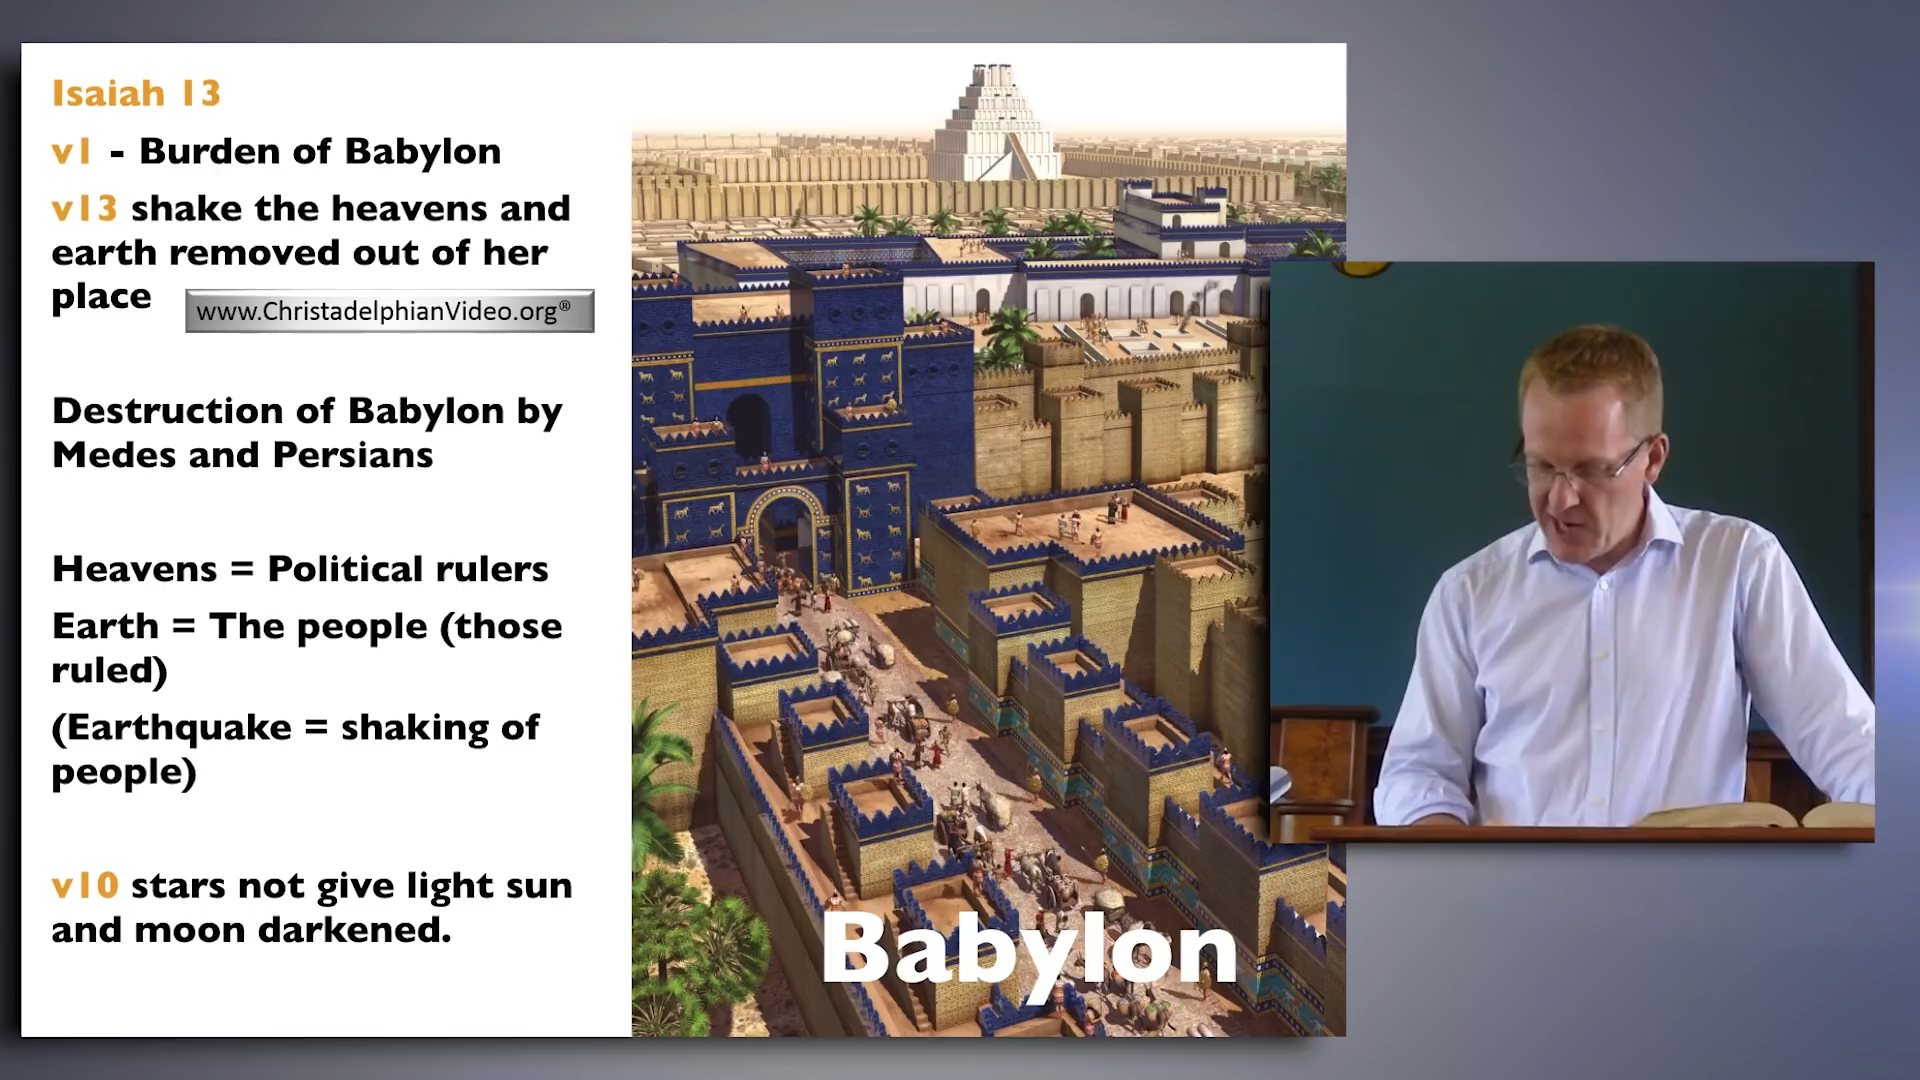 Isaiah 13
v1 - Burden of Babylon
v13 shake the heavens and
earth removed out of her
place
www.ChristadelphianVideo.org®
Destruction of Babylon by
Medes and Persians
Heavens = Political rulers
Earth = The people (those
ruled)
(Earthquake = shaking of
people)
v10 stars not give light sun
and moon darkened.
Babylon